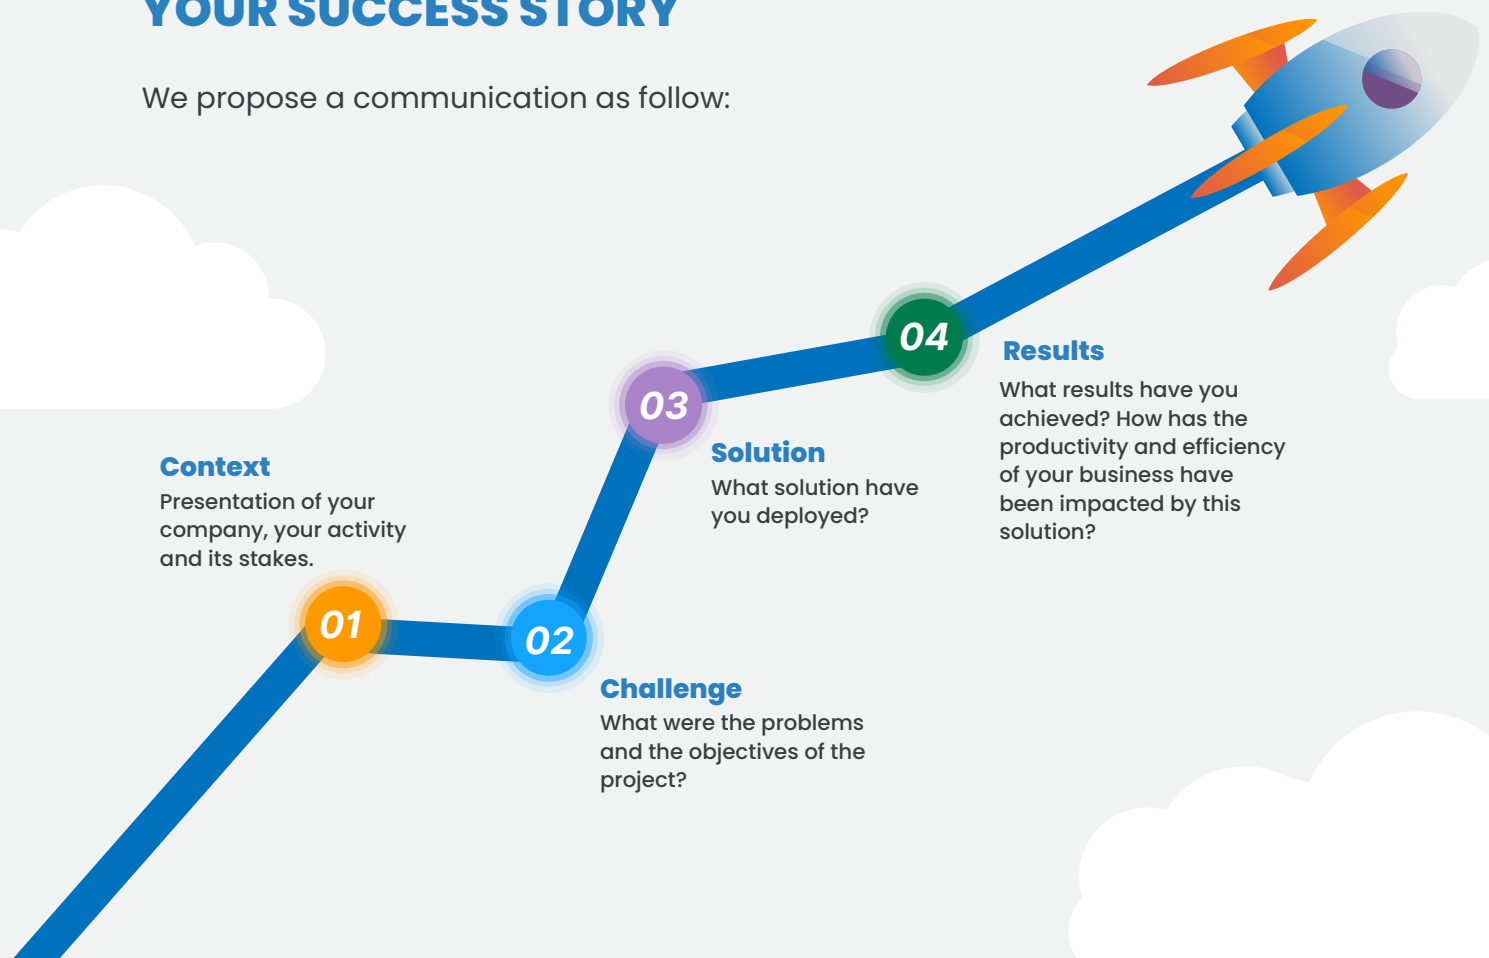 YOUR SUCCESS STORY
We propose a communication as follow:
04
Results
What results have you
achieved? How has the
productivity and efficiency
of your business have
been impacted by this
solution?
03
Solution
What solution have
you deployed?
Context
Presentation of your
company, your activity
and its stakes.
01
02
Challenge
What were the problems
and the objectives of the
project?